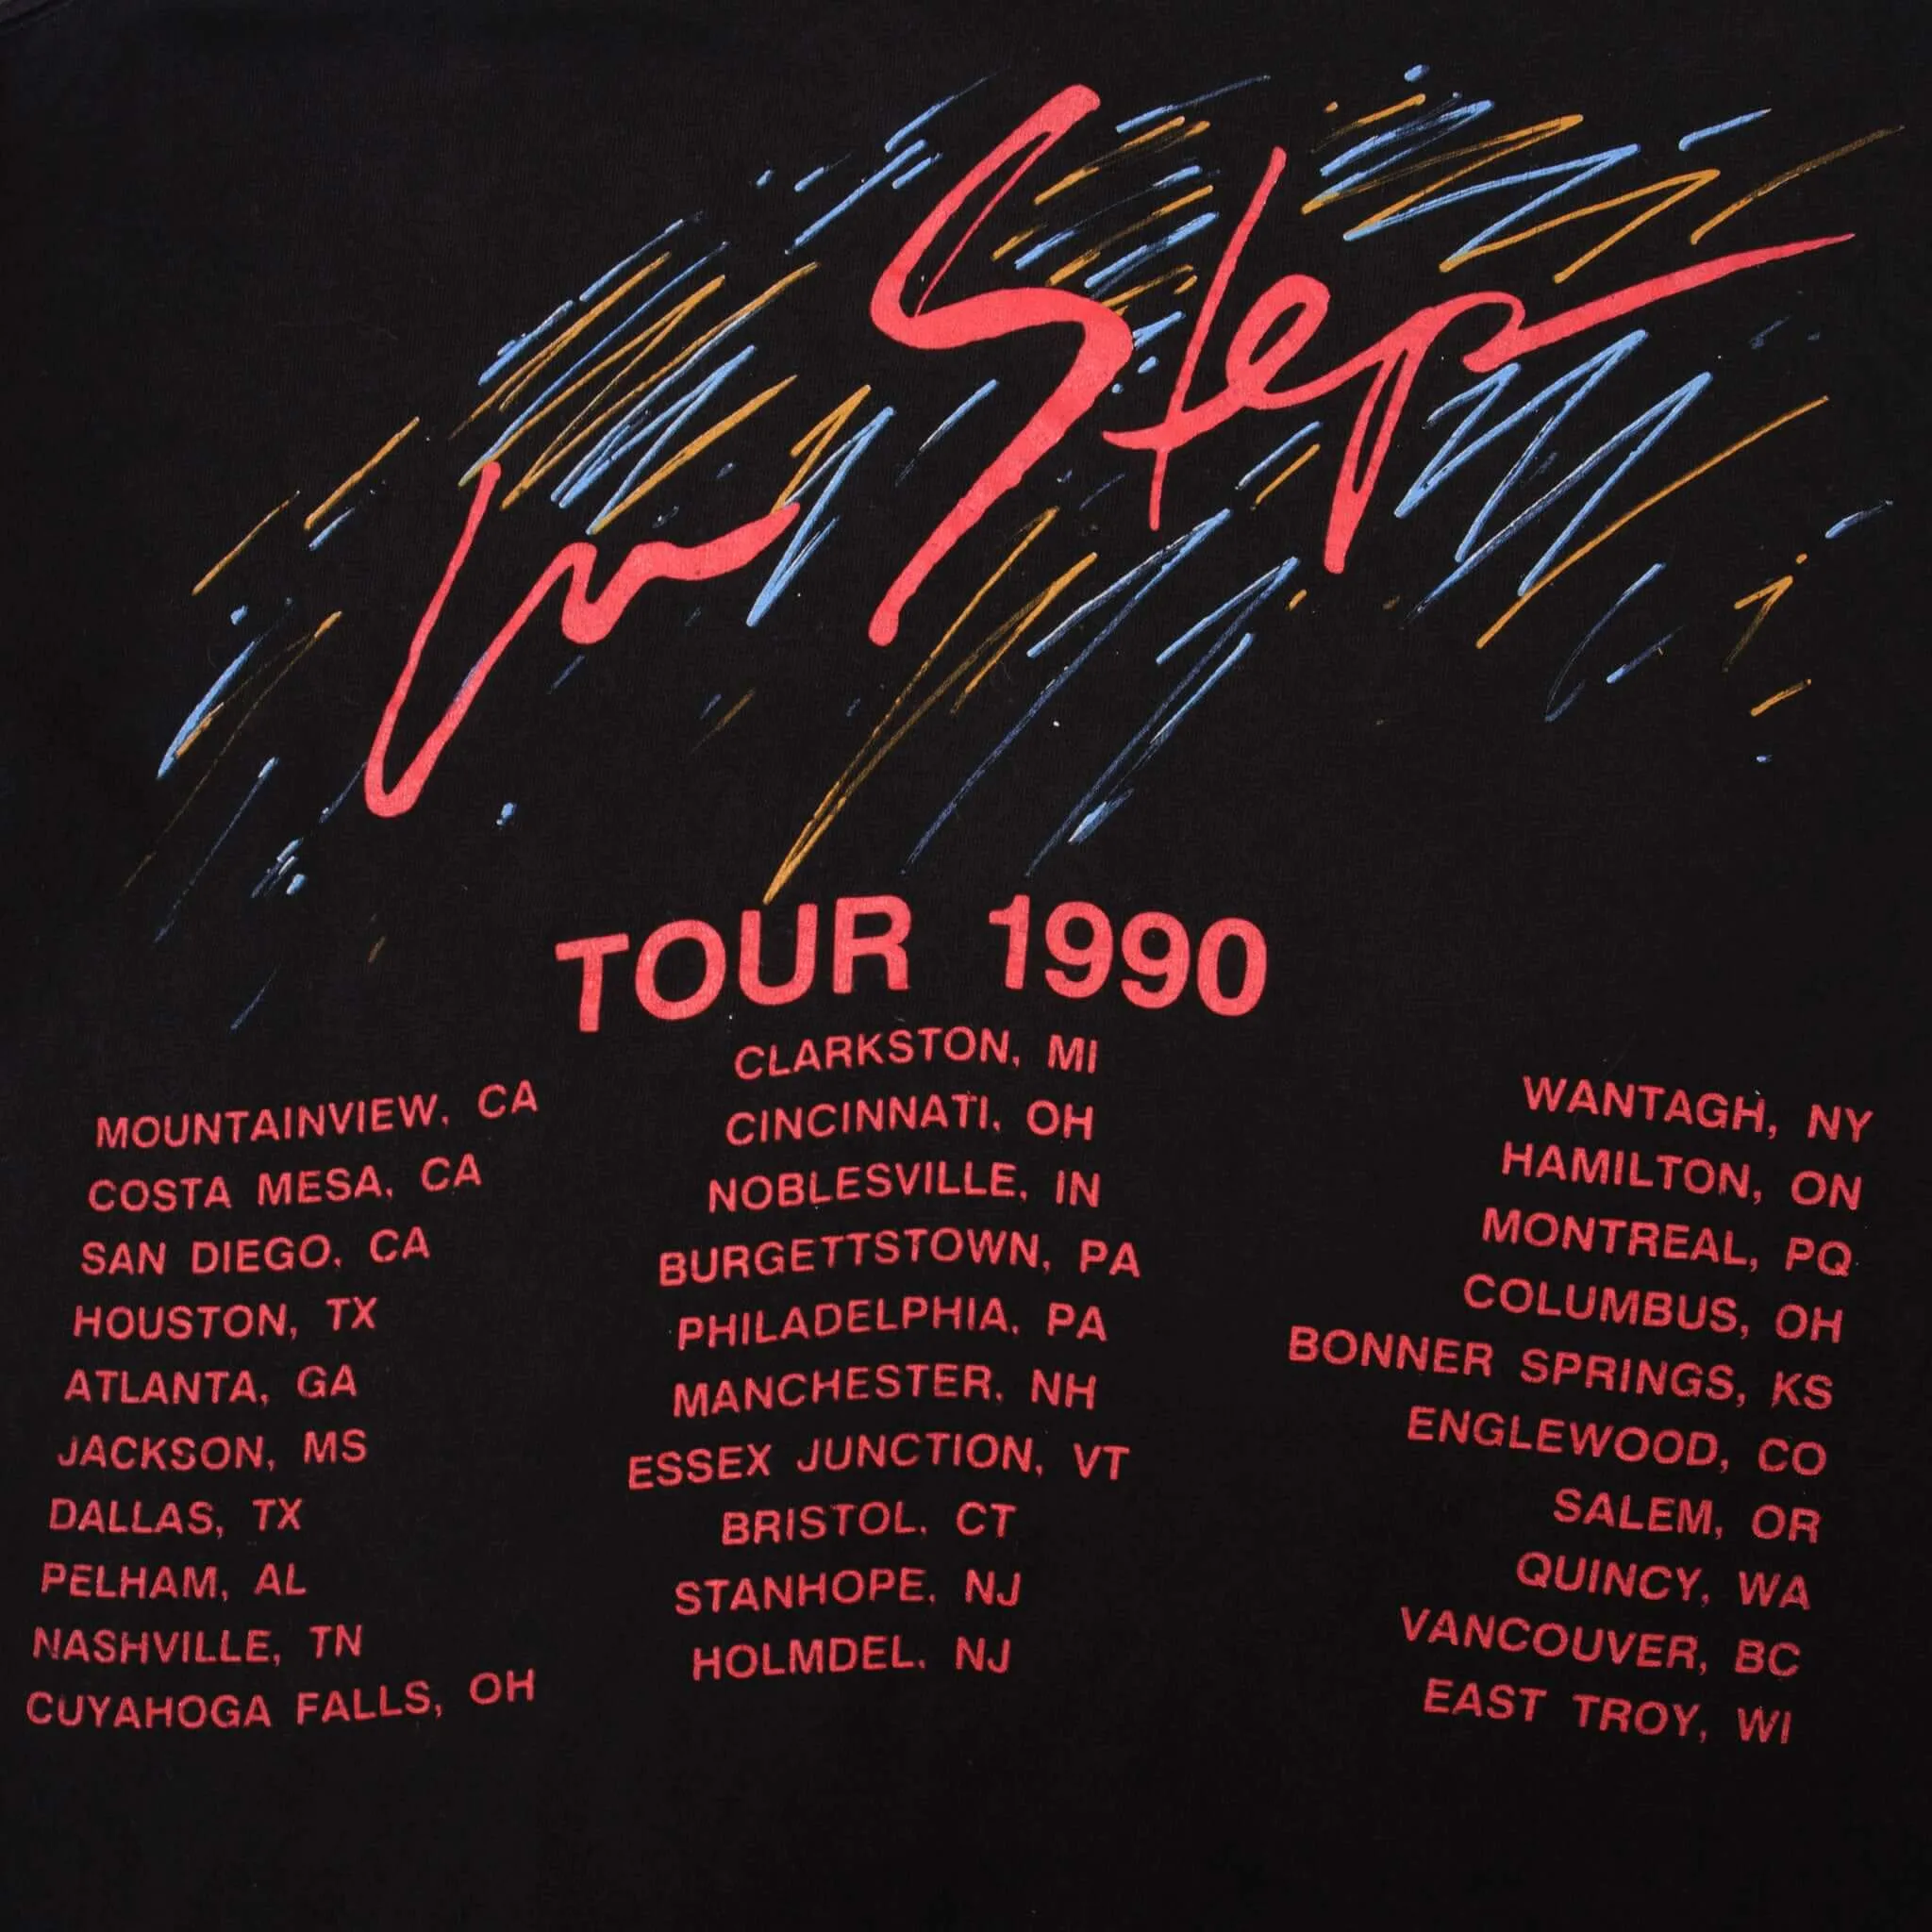 In Step
TOUR 1990
MOUNTAINVIEW, CA
COSTA MESA, CA
SAN DIEGO, CA
HOUSTON, TX
ATLANTA, GA
JACKSON, MS
DALLAS, TX
PELHAM, AL
NASHVILLE, TN
CUYAHOGA FALLS, OH
CLARKSTON, MI
CINCINNATI, OH
NOBLESVILLE, IN
BURGETTSTOWN, PA
PHILADELPHIA, PA
MANCHESTER, NH
ESSEX JUNCTION, VT
BRISTOL, CT
STANHOPE, NJ
HOLMDEL, NJ
WANTAGH, NY
HAMILTON, ON
MONTREAL, PQ
COLUMBUS, OH
BONNER SPRINGS, KS
ENGLEWOOD, CO
SALEM, OR
QUINCY, WA
VANCOUVER, BC
EAST TROY, WI